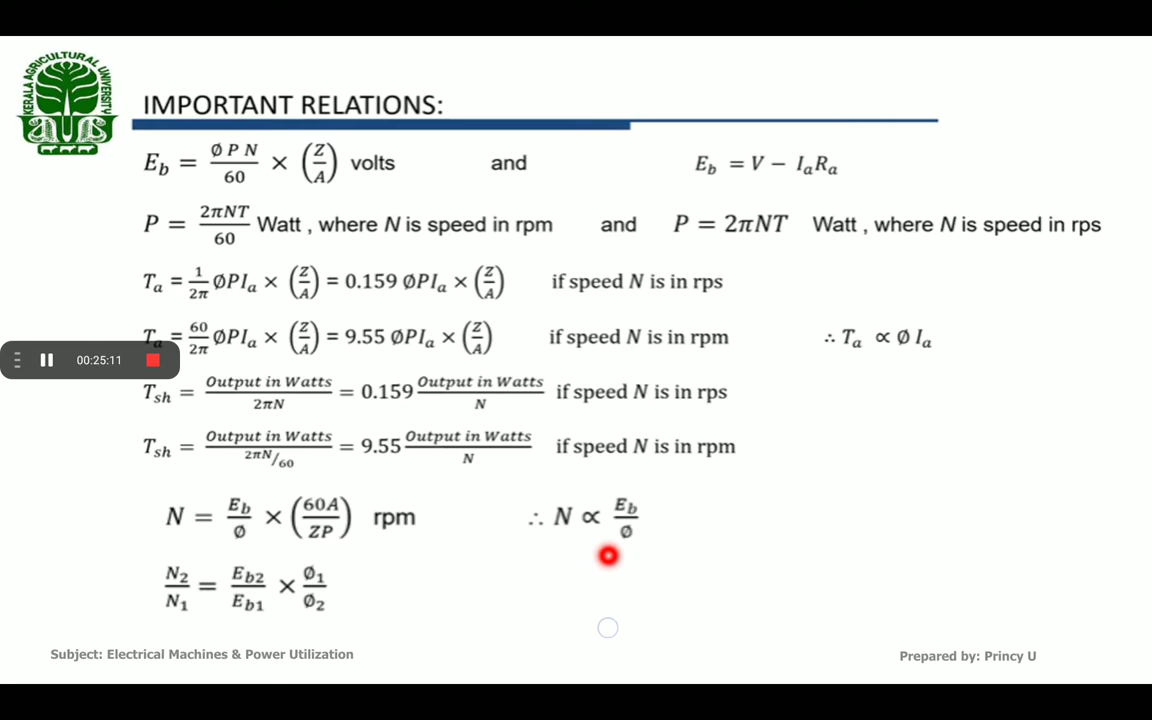 KERALA AGRICULTURAL UNIVERSITY
IMPORTANT RELATIONS:
E_b = (Ø P N / 60) × (Z/A) volts and E_b = V − I_a R_a
P = (2πNT / 60) Watt , where N is speed in rpm and P = 2πNT Watt , where N is speed in rps
T_a = (1/2π) ØPI_a × (Z/A) = 0.159 ØPI_a × (Z/A) if speed N is in rps
T_a = (60/2π) ØPI_a × (Z/A) = 9.55 ØPI_a × (Z/A) if speed N is in rpm ∴ T_a ∝ Ø I_a
00:25:11
T_sh = (Output in Watts / 2πN) = 0.159 (Output in Watts / N) if speed N is in rps
T_sh = (Output in Watts / (2πN/60)) = 9.55 (Output in Watts / N) if speed N is in rpm
N = (E_b / Ø) × (60A / ZP) rpm ∴ N ∝ E_b / Ø
N_2 / N_1 = (E_b2 / E_b1) × (Ø_1 / Ø_2)
Subject: Electrical Machines & Power Utilization
Prepared by: Princy U